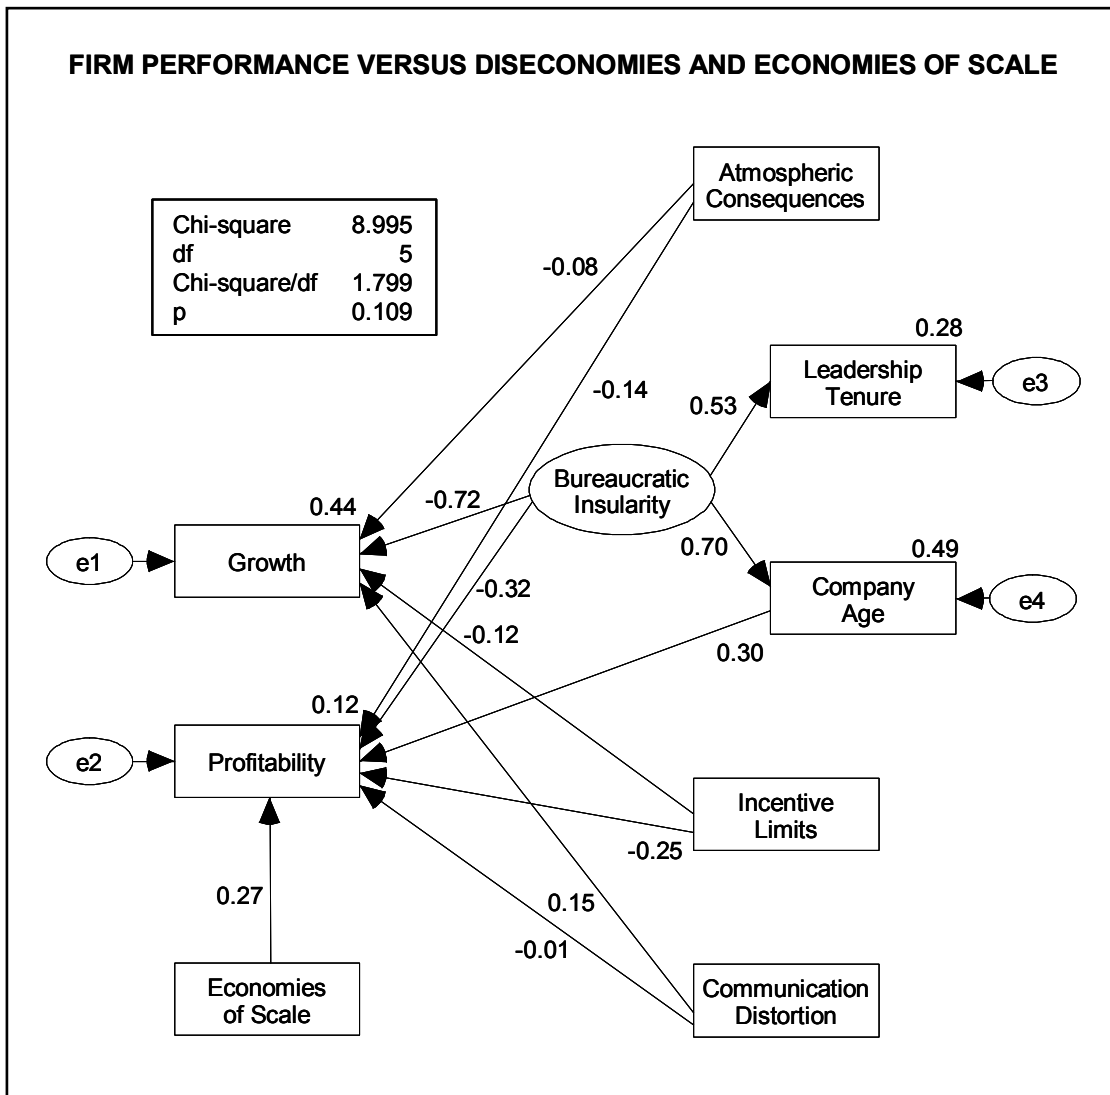 FIRM PERFORMANCE VERSUS DISECONOMIES AND ECONOMIES OF SCALE
Atmospheric
Consequences
Chi-square 8.995
df 5
Chi-square/df 1.799
p 0.109
-0.08
0.28
Leadership
Tenure
e3
-0.14
0.53
Bureaucratic
Insularity
-0.72
0.44
0.70
0.49
e1
Growth
Company
Age
e4
-0.32
-0.12
0.30
0.12
e2
Profitability
Incentive
Limits
-0.25
0.27
0.15
-0.01
Economies
of Scale
Communication
Distortion